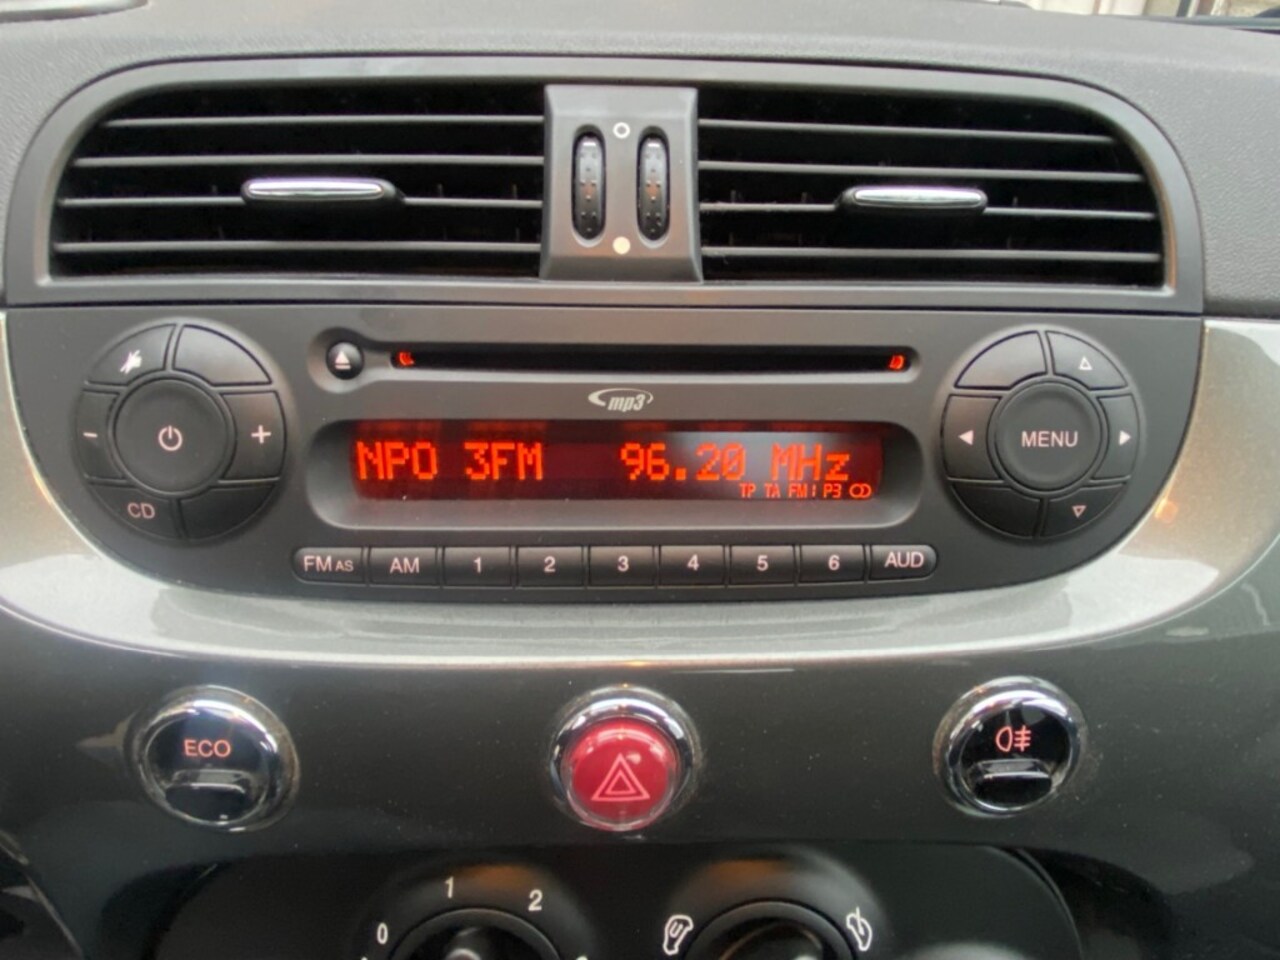 mp3
NPO 3FM 96.20 MHz
TP TA FM1 P3
MENU
CD
FM AS AM 1 2 3 4 5 6 AUD
ECO
0 1 2